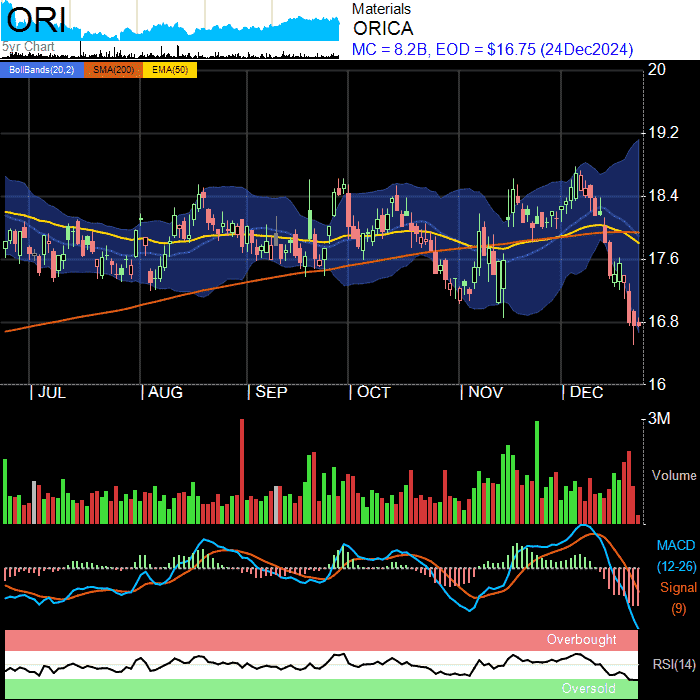 ORI
5yr Chart
Materials
ORICA
MC = 8.2B, EOD = $16.75 (24Dec2024)
BollBands(20,2) SMA(200) EMA(50)
20
19.2
18.4
17.6
16.8
16
| JUL | AUG | SEP | OCT | NOV | DEC
3M
Volume
MACD
(12-26)
Signal
(9)
Overbought
RSI(14)
Oversold